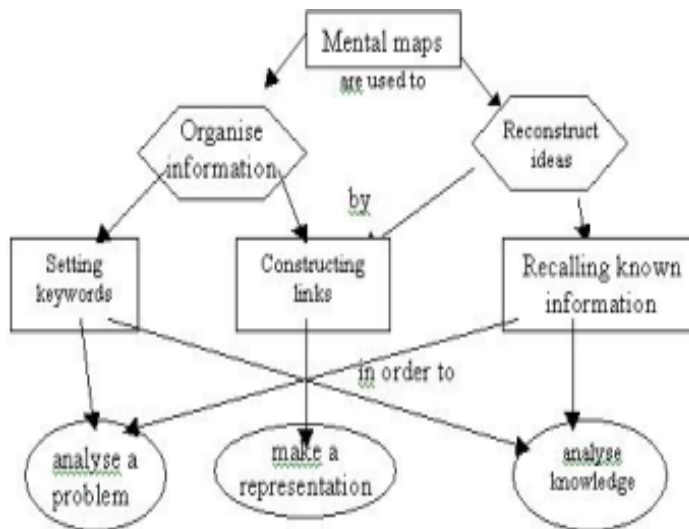 Mental maps
are used to
Organise
information
Reconstruct
ideas
by
Setting
keywords
Constructing
links
Recalling known
information
in order to
analyse a
problem
make a
representation
analyse
knowledge